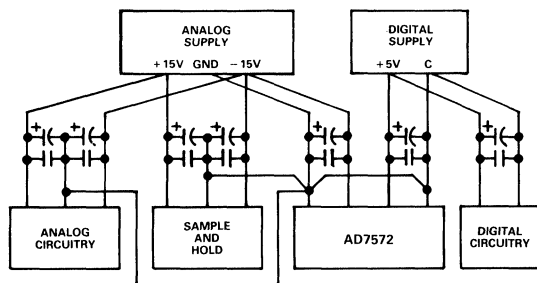 ANALOG
SUPPLY
+15V GND -15V
DIGITAL
SUPPLY
+5V C
+ + + + + + +
ANALOG
CIRCUITRY
SAMPLE
AND
HOLD
AD7572
DIGITAL
CIRCUITRY